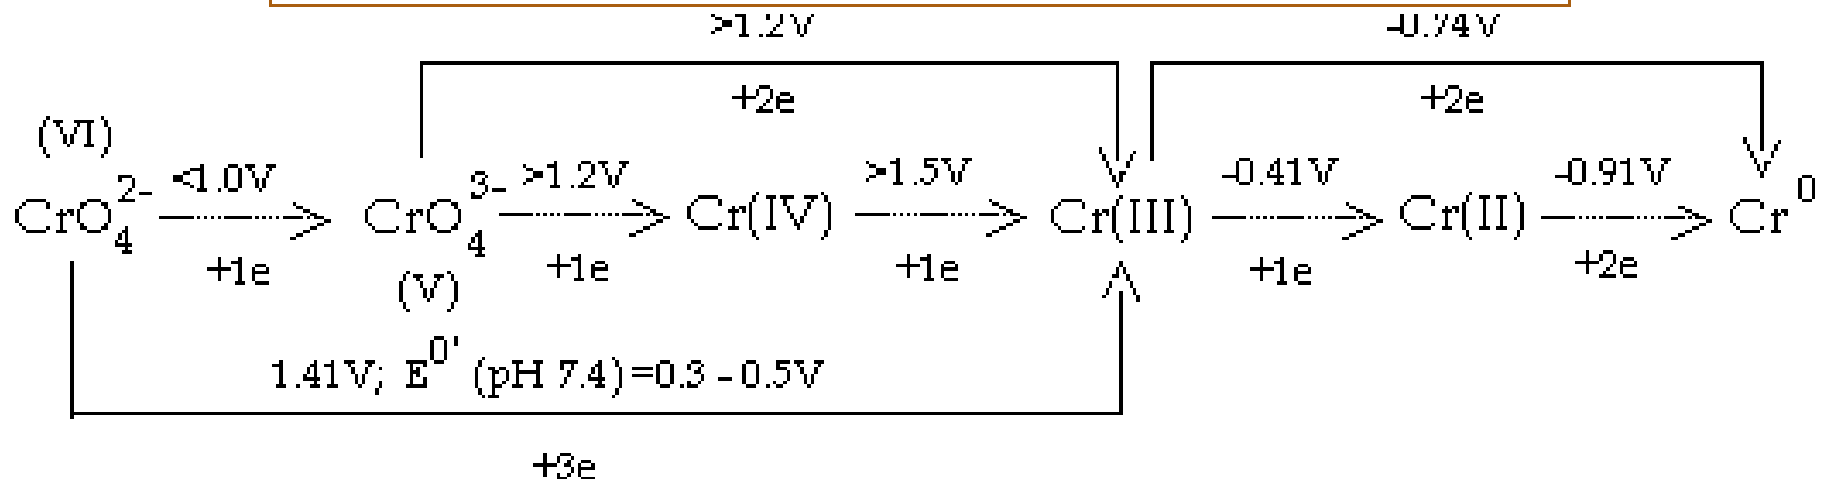 >1.2V -0.74V
+2e +2e
(VI)
CrO4^2- <1.0V CrO4^3- >1.2V Cr(IV) >1.5V Cr(III) -0.41V Cr(II) -0.91V Cr^0
+1e +1e +1e +1e +2e
(V)
1.41V; E^0' (pH 7.4)=0.3 - 0.5V
+3e